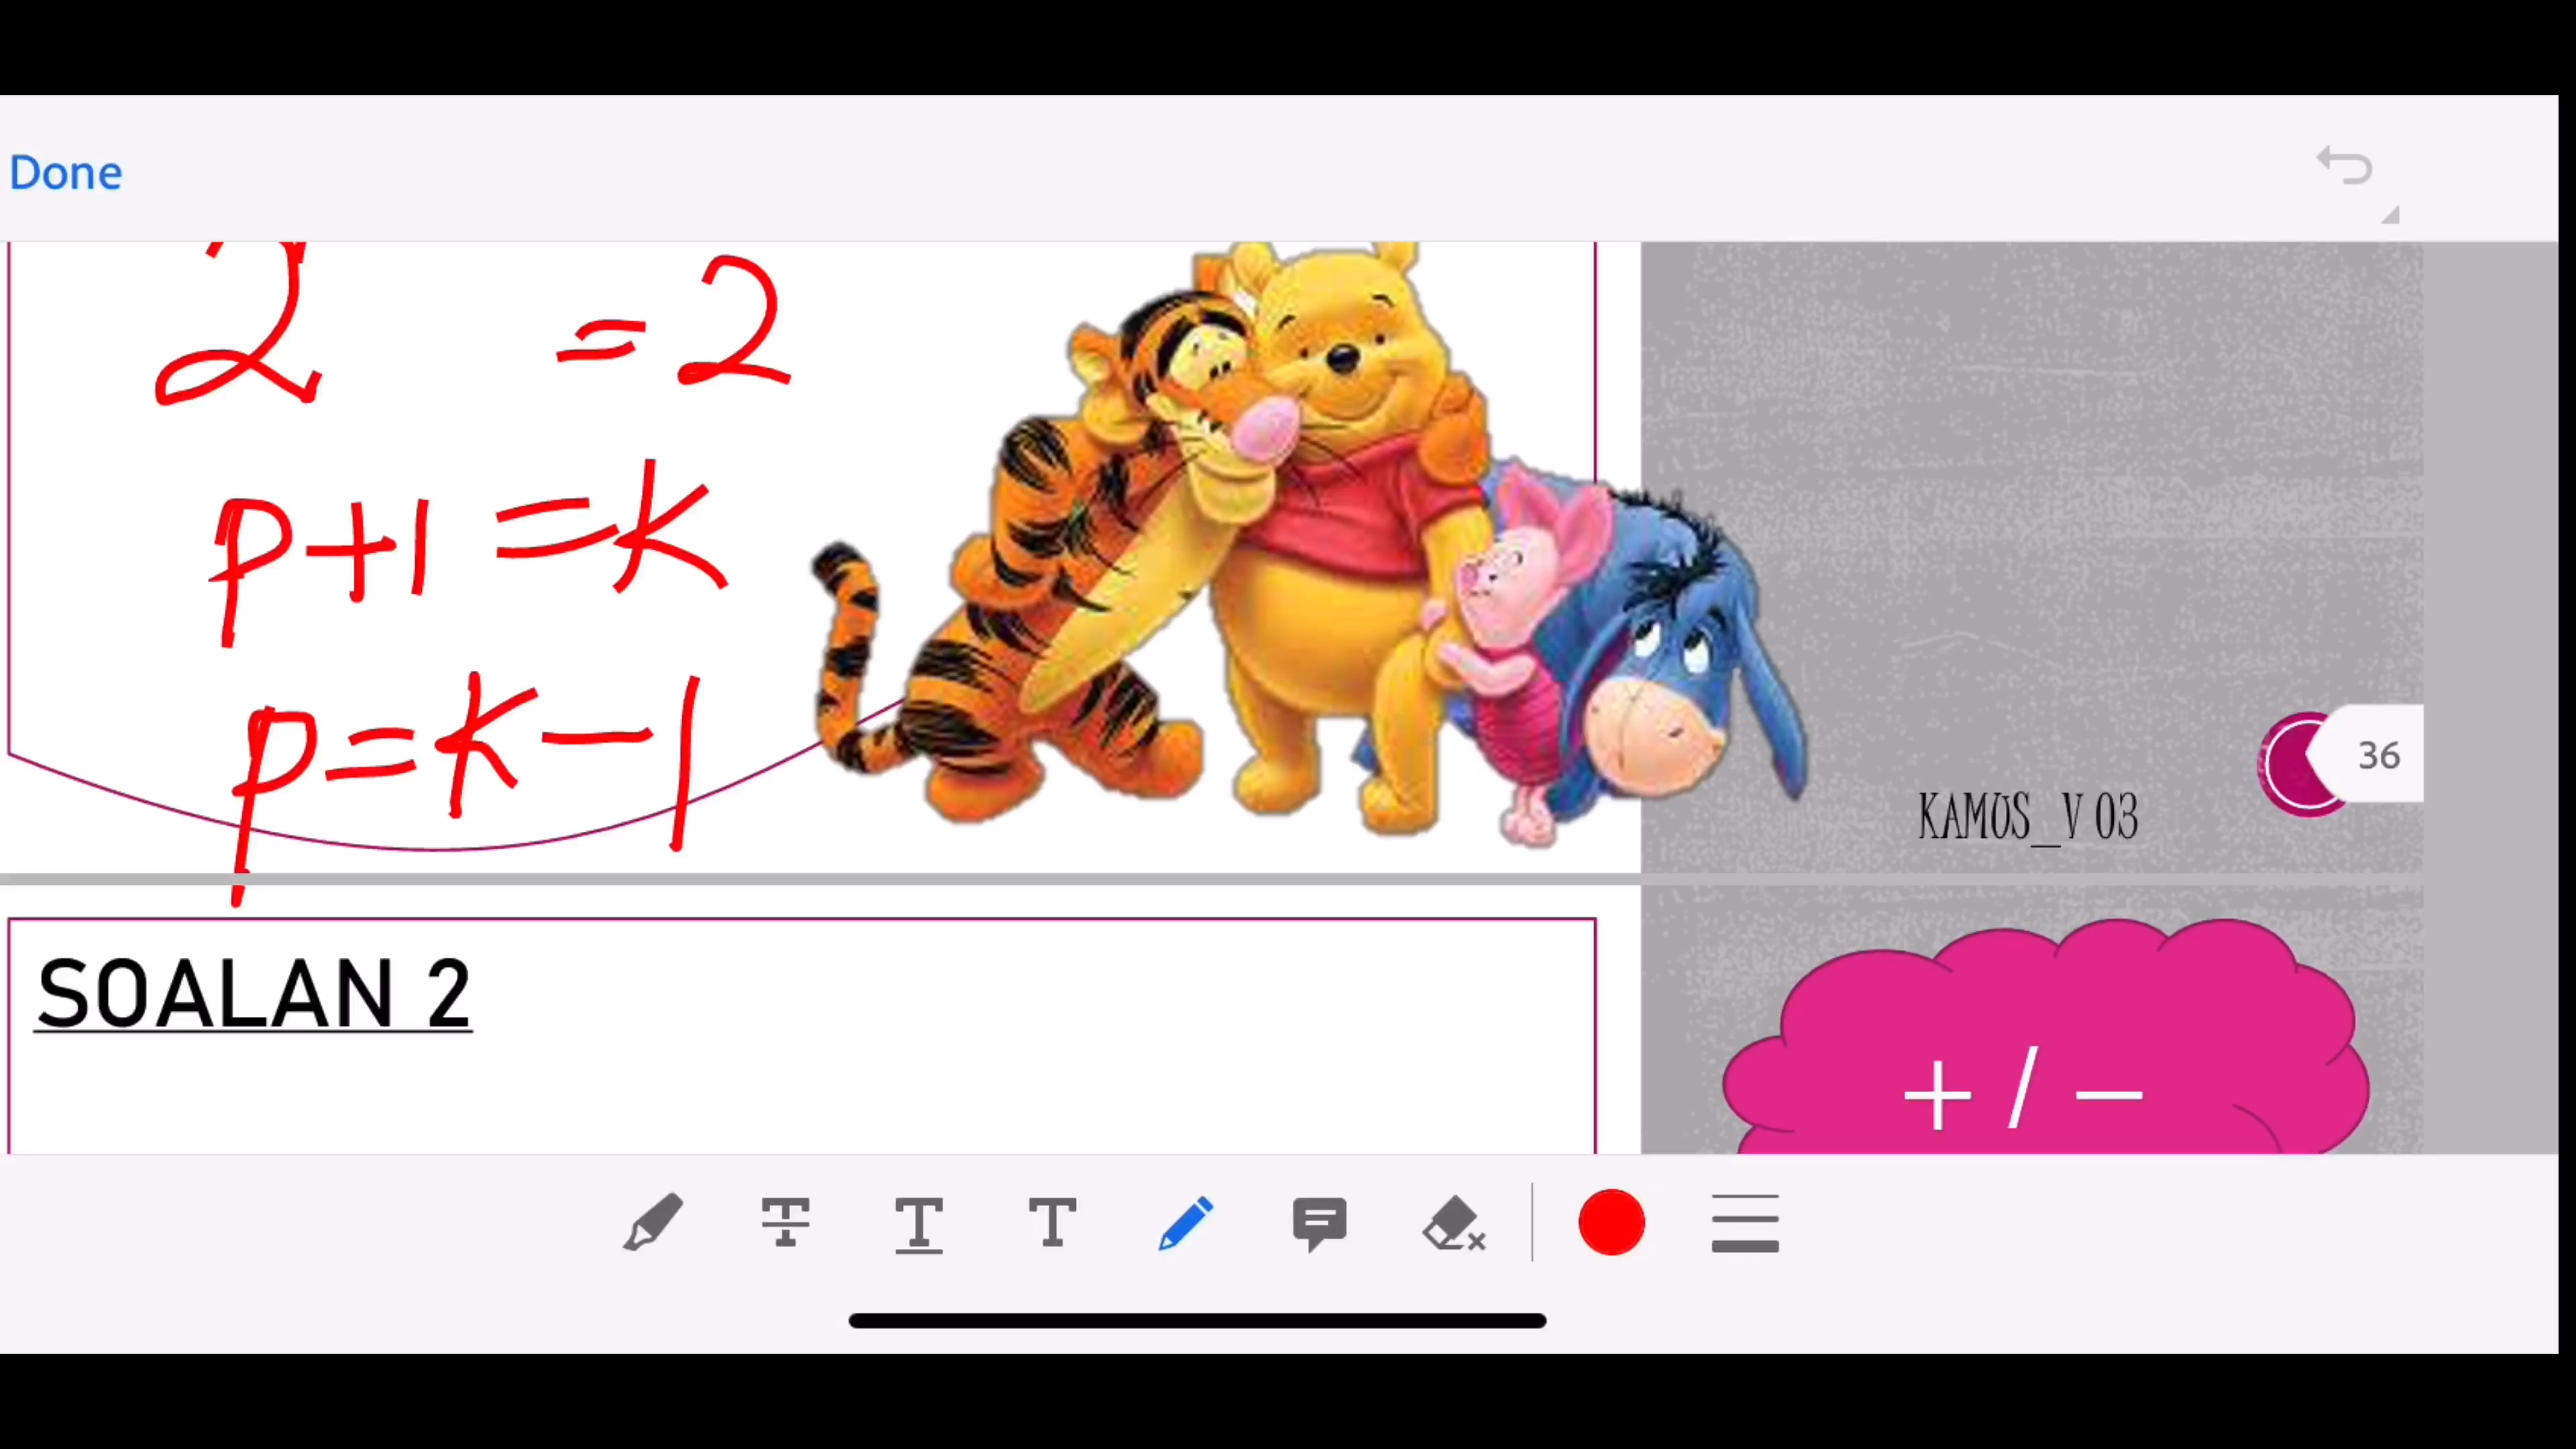 Done
2 = 2
p+1 = k
p = k - 1
36
KAMUS_V 03
SOALAN 2
+ / −
T
T
T